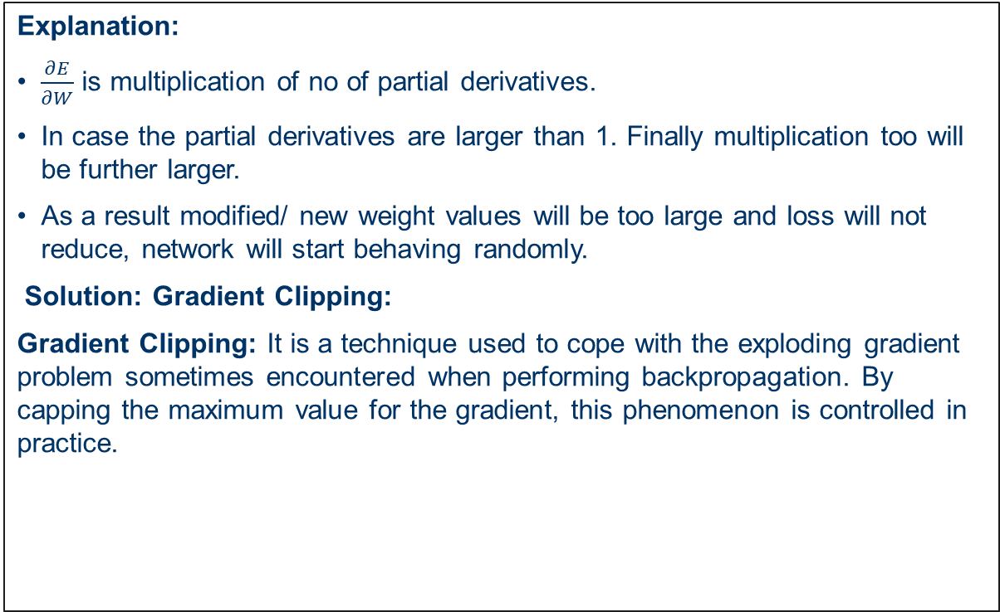 Explanation:
• ∂E/∂W is multiplication of no of partial derivatives.
• In case the partial derivatives are larger than 1. Finally multiplication too will
be further larger.
• As a result modified/ new weight values will be too large and loss will not
reduce, network will start behaving randomly.
Solution: Gradient Clipping:
Gradient Clipping: It is a technique used to cope with the exploding gradient
problem sometimes encountered when performing backpropagation. By
capping the maximum value for the gradient, this phenomenon is controlled in
practice.